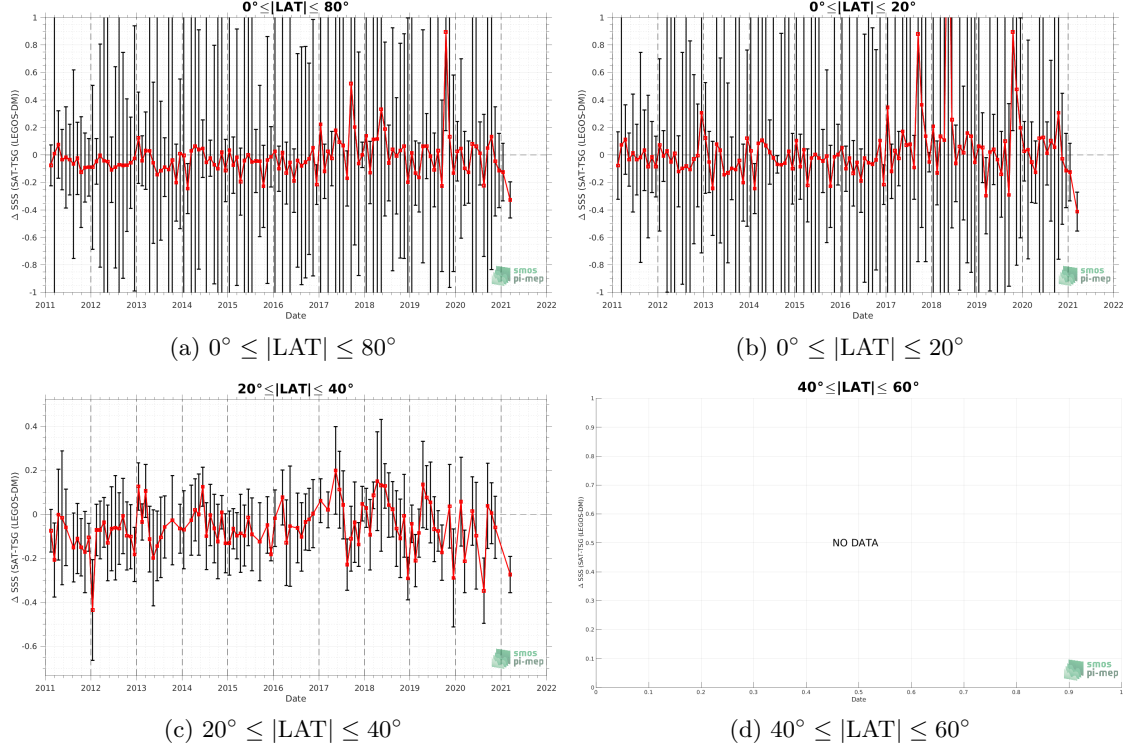 0°≤|LAT|≤ 80°
Δ SSS (SAT-TSG (LEGOS-DM))
1
0.8
0.6
0.4
0.2
0
-0.2
-0.4
-0.6
-0.8
-1
2011 2012 2013 2014 2015 2016 2017 2018 2019 2020 2021 2022
Date
smos
pi-mep
(a) 0° ≤ |LAT| ≤ 80°
0°≤|LAT|≤ 20°
Δ SSS (SAT-TSG (LEGOS-DM))
1
0.8
0.6
0.4
0.2
0
-0.2
-0.4
-0.6
-0.8
-1
2011 2012 2013 2014 2015 2016 2017 2018 2019 2020 2021 2022
Date
smos
pi-mep
(b) 0° ≤ |LAT| ≤ 20°
20°≤|LAT|≤ 40°
Δ SSS (SAT-TSG (LEGOS-DM))
0.4
0.2
0
-0.2
-0.4
-0.6
2011 2012 2013 2014 2015 2016 2017 2018 2019 2020 2021 2022
Date
smos
pi-mep
(c) 20° ≤ |LAT| ≤ 40°
40°≤|LAT|≤ 60°
Δ SSS (SAT-TSG (LEGOS-DM))
1
0.9
0.8
0.7
0.6
0.5
0.4
0.3
0.2
0.1
0
NO DATA
0 0.1 0.2 0.3 0.4 0.5 0.6 0.7 0.8 0.9 1
Date
smos
pi-mep
(d) 40° ≤ |LAT| ≤ 60°